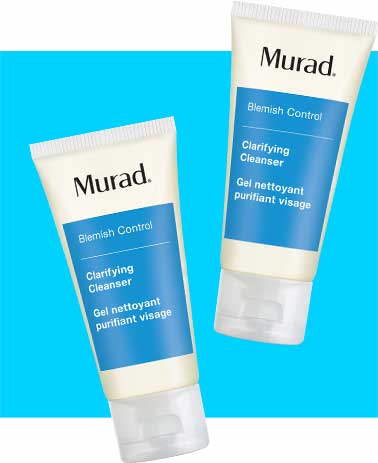 Murad.
Blemish Control
Clarifying
Cleanser
Gel nettoyant
purifiant visage
Murad.
Blemish Control
Clarifying
Cleanser
Gel nettoyant
purifiant visage